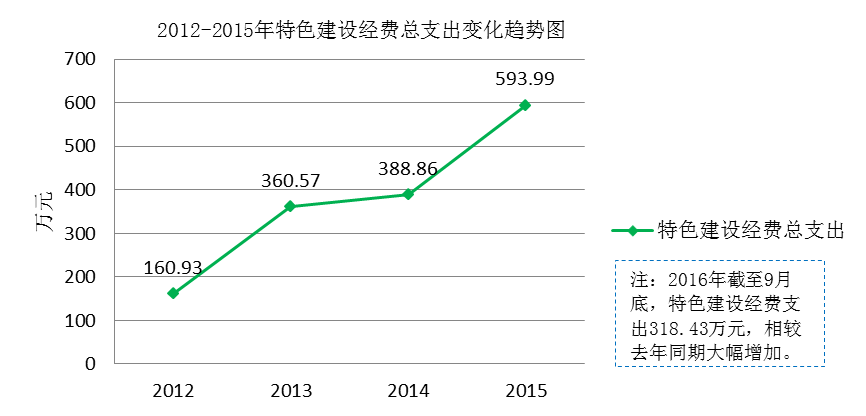 2012-2015年特色建设经费总支出变化趋势图
700
600
500
400
300
200
100
0
万元
160.93
360.57
388.86
593.99
2012
2013
2014
2015
特色建设经费总支出
注：2016年截至9月
底，特色建设经费支
出318.43万元，相较
去年同期大幅增加。